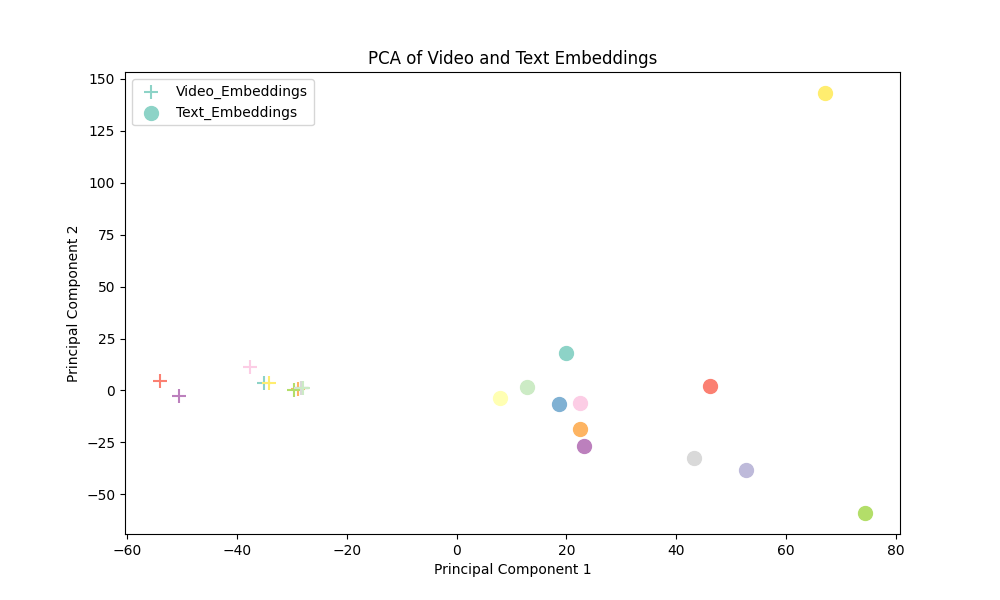 PCA of Video and Text Embeddings
Video_Embeddings
Text_Embeddings
150
125
100
75
50
25
0
−25
−50
Principal Component 2
−60 −40 −20 0 20 40 60 80
Principal Component 1